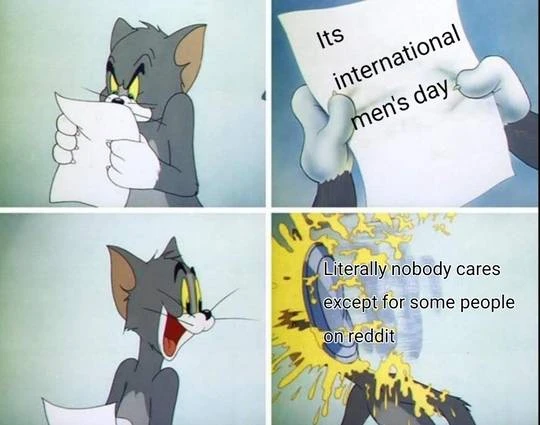 Its
international
men's day
Literally nobody cares
except for some people
on reddit